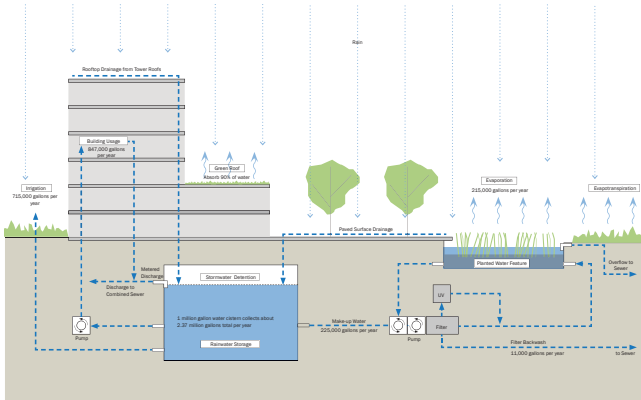 Rain
Rooftop Drainage from Tower Roofs
Building Usage
847,000 gallons
per year
Green Roof
Absorb 90% of water
Irrigation
715,000 gallons per
year
Evaporation
215,000 gallons per year
Evapotranspiration
Paved Surface Drainage
Metered
Discharge
Stormwater Detention
Planted Water Feature
Overflow to
Sewer
Discharge to
Combined Sewer
UV
1 million gallon water cistern collects about
2.37 million gallons total per year
Make-up Water
225,000 gallons per year
Filter
Pump
Pump
Rainwater Storage
Filter Backwash
11,000 gallons per year
to Sewer